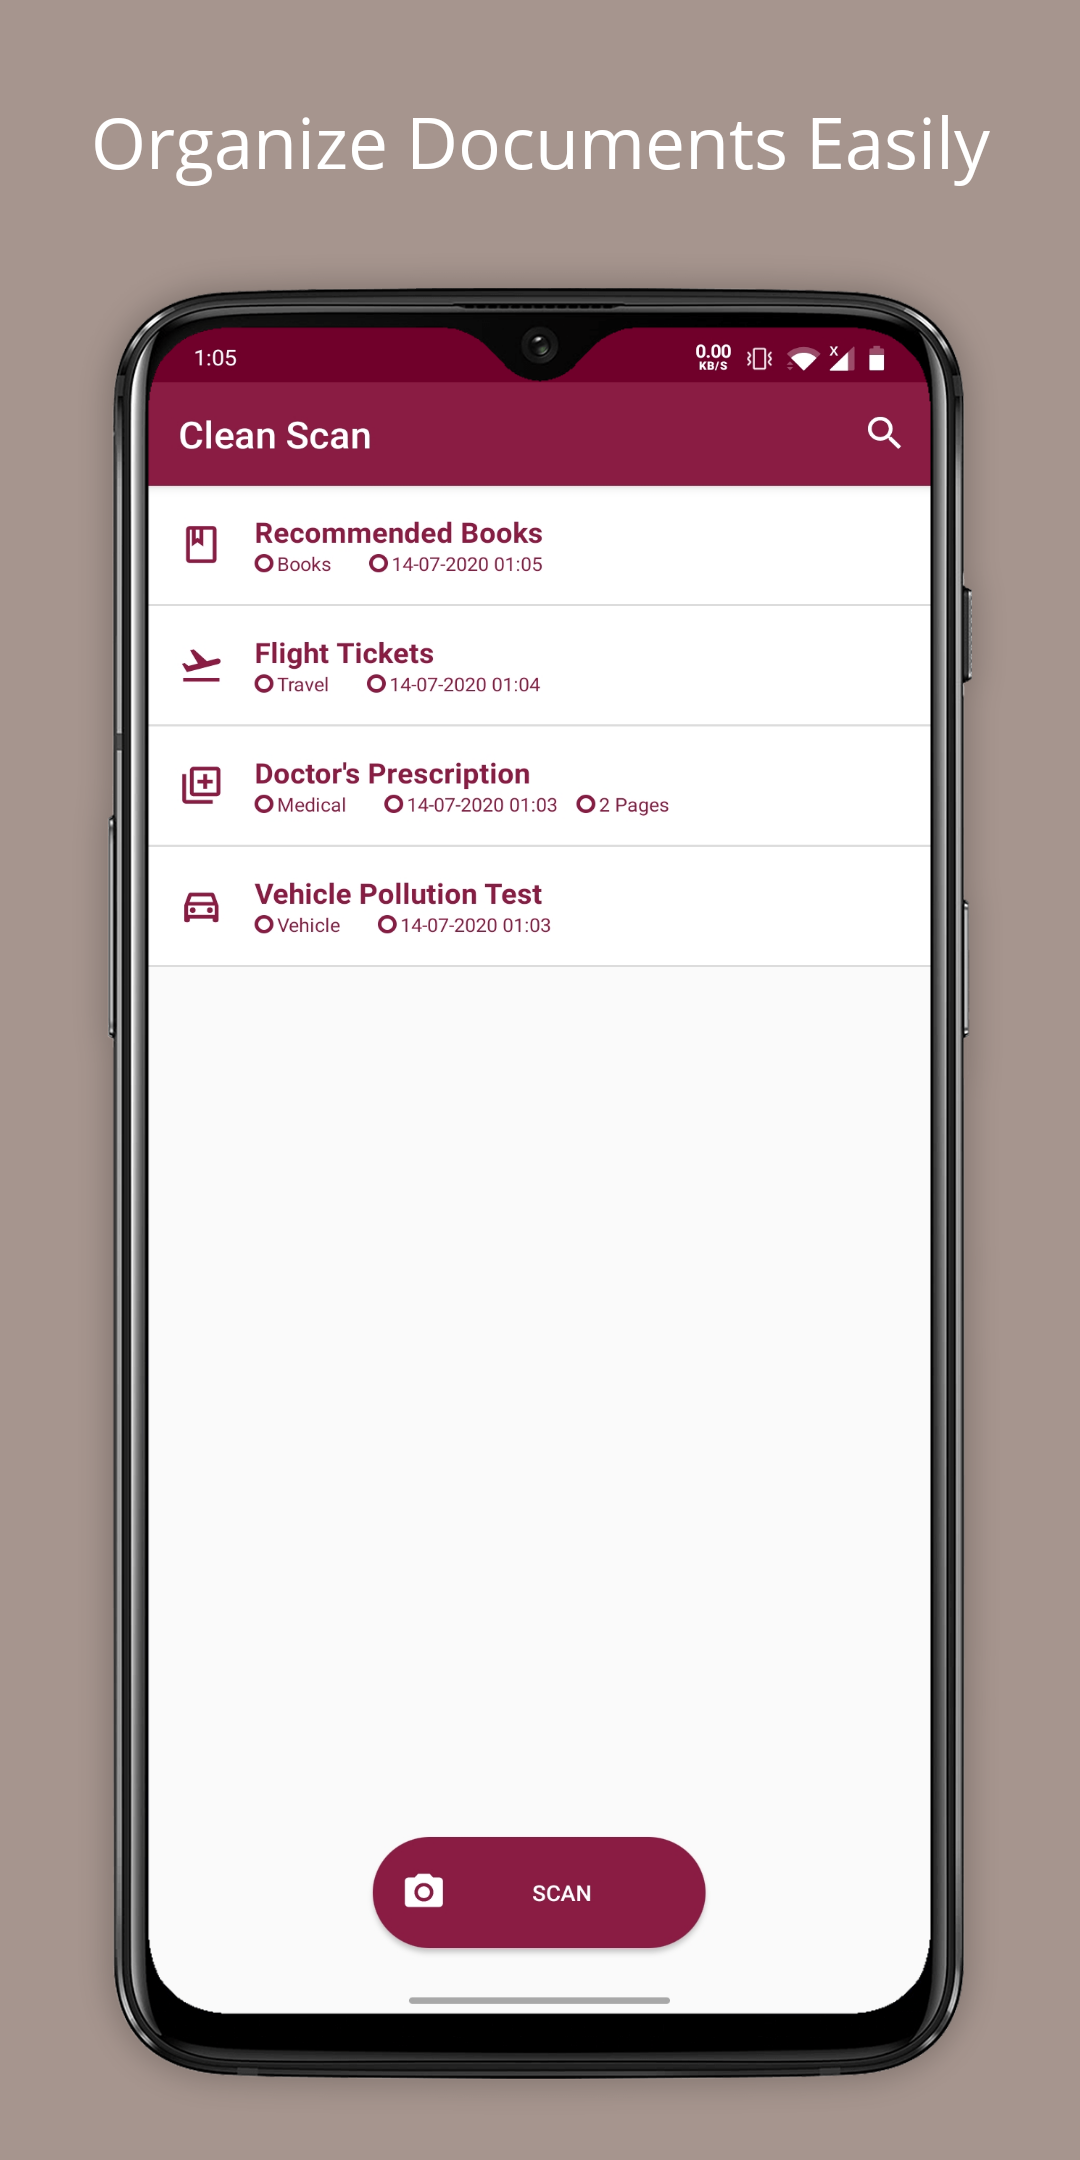 Organize Documents Easily
1:05
0.00
KB/S
X
Clean Scan
Recommended Books
Books 14-07-2020 01:05
Flight Tickets
Travel 14-07-2020 01:04
Doctor's Prescription
Medical 14-07-2020 01:03 2 Pages
Vehicle Pollution Test
Vehicle 14-07-2020 01:03
SCAN